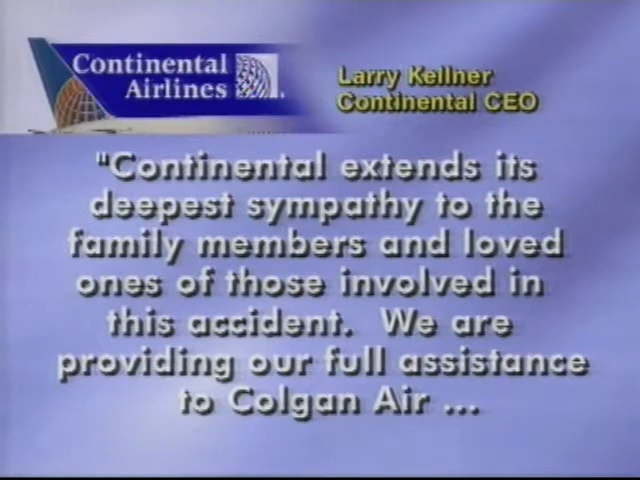 Continental
Airlines
Larry Kellner
Continental CEO
"Continental extends its
deepest sympathy to the
family members and loved
ones of those involved in
this accident. We are
providing our full assistance
to Colgan Air ...